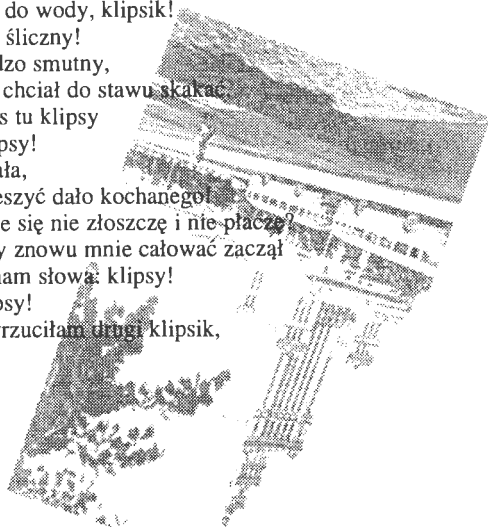 do wody, klipsik!
śliczny!
dzo smutny,
chciał do stawu skakać,
s tu klipsy
psy!
ała,
eszyć dało kochanego!
e się nie złoszczę i nie płaczę?
y znowu mnie całować zaczął
nam słowa: klipsy!
psy!
rzuciłam drugi klipsik,